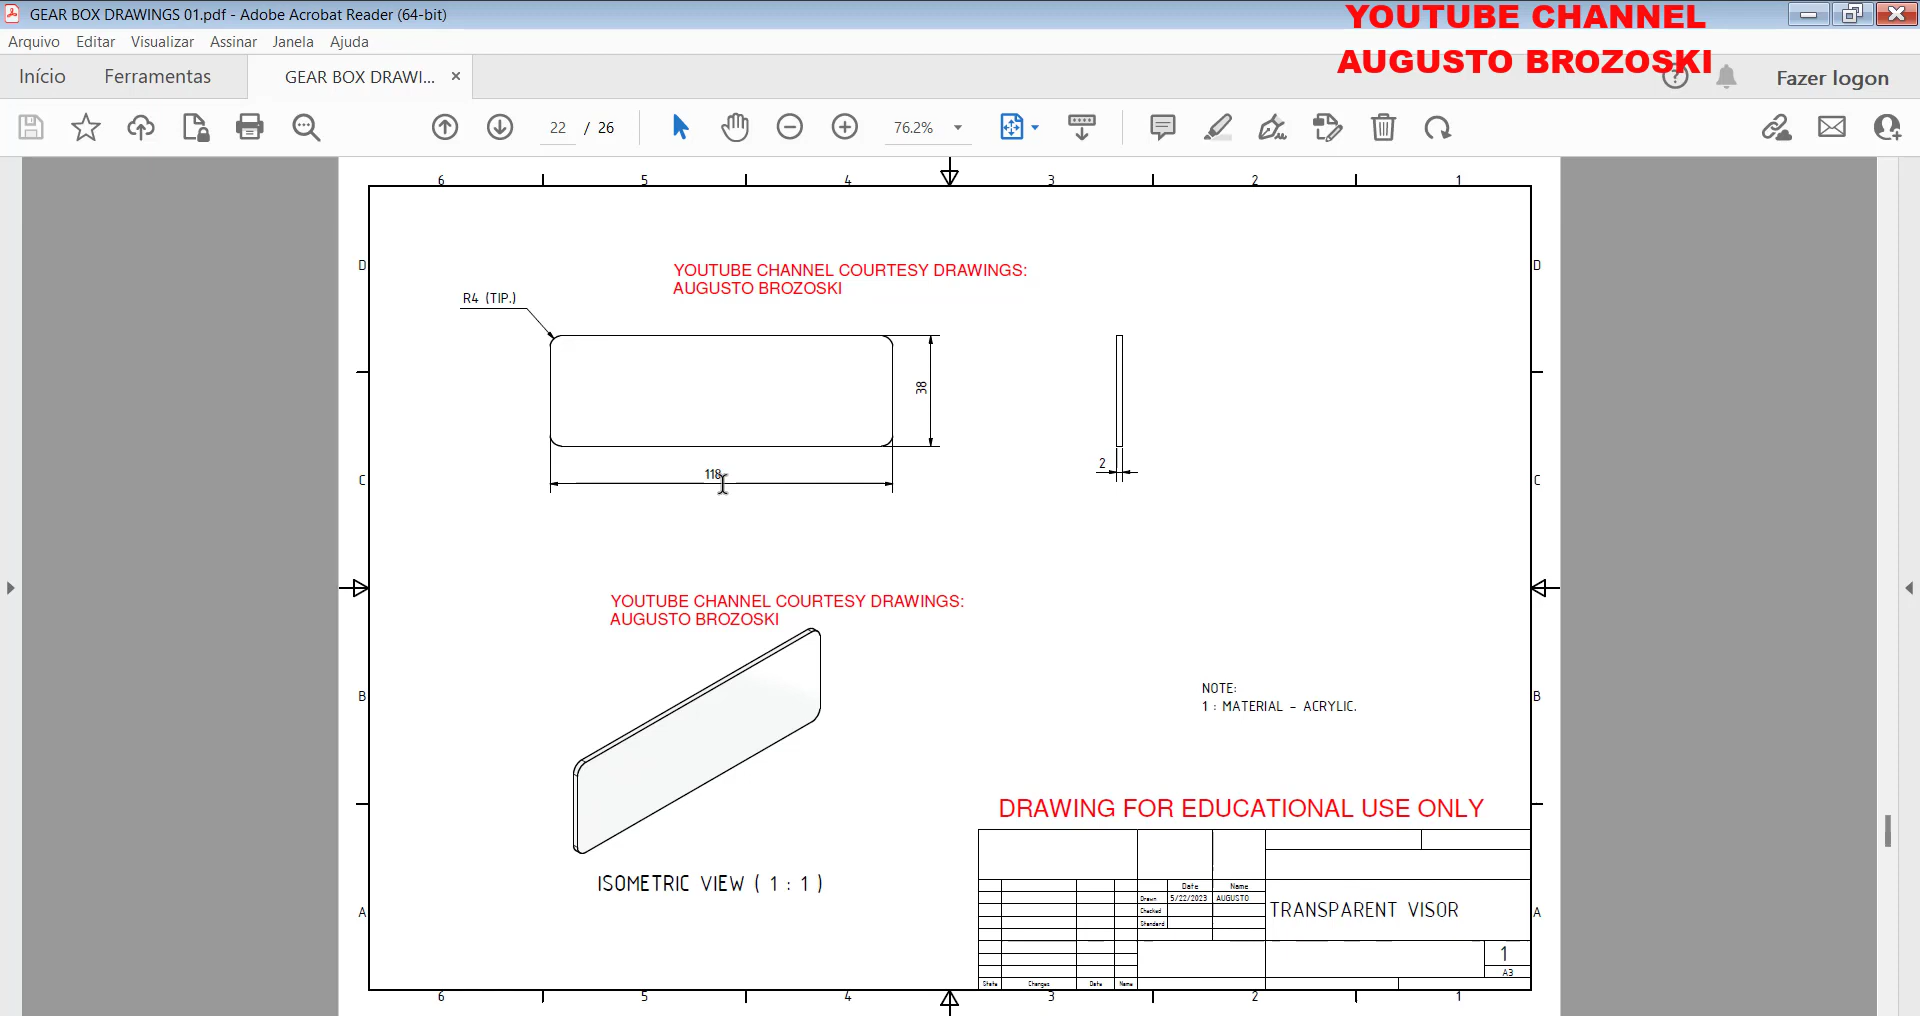 GEAR BOX DRAWINGS 01.pdf - Adobe Acrobat Reader (64-bit)
YOUTUBE CHANNEL
AUGUSTO BROZOSKI
Arquivo Editar Visualizar Assinar Janela Ajuda
Início Ferramentas GEAR BOX DRAWI... × Fazer logon
22 / 26 76.2%
6 5 4 3 2 1
D D
YOUTUBE CHANNEL COURTESY DRAWINGS:
AUGUSTO BROZOSKI
R4 (TIP.)
38
118
2
C C
YOUTUBE CHANNEL COURTESY DRAWINGS:
AUGUSTO BROZOSKI
B B
NOTE:
1 : MATERIAL - ACRYLIC.
DRAWING FOR EDUCATIONAL USE ONLY
ISOMETRIC VIEW ( 1 : 1 )
Date Name
Drawn 5/22/2023 AUGUSTO
Checked
Standard
TRANSPARENT VISOR
A A
1
A3
State Changes Date Name
6 5 4 3 2 1